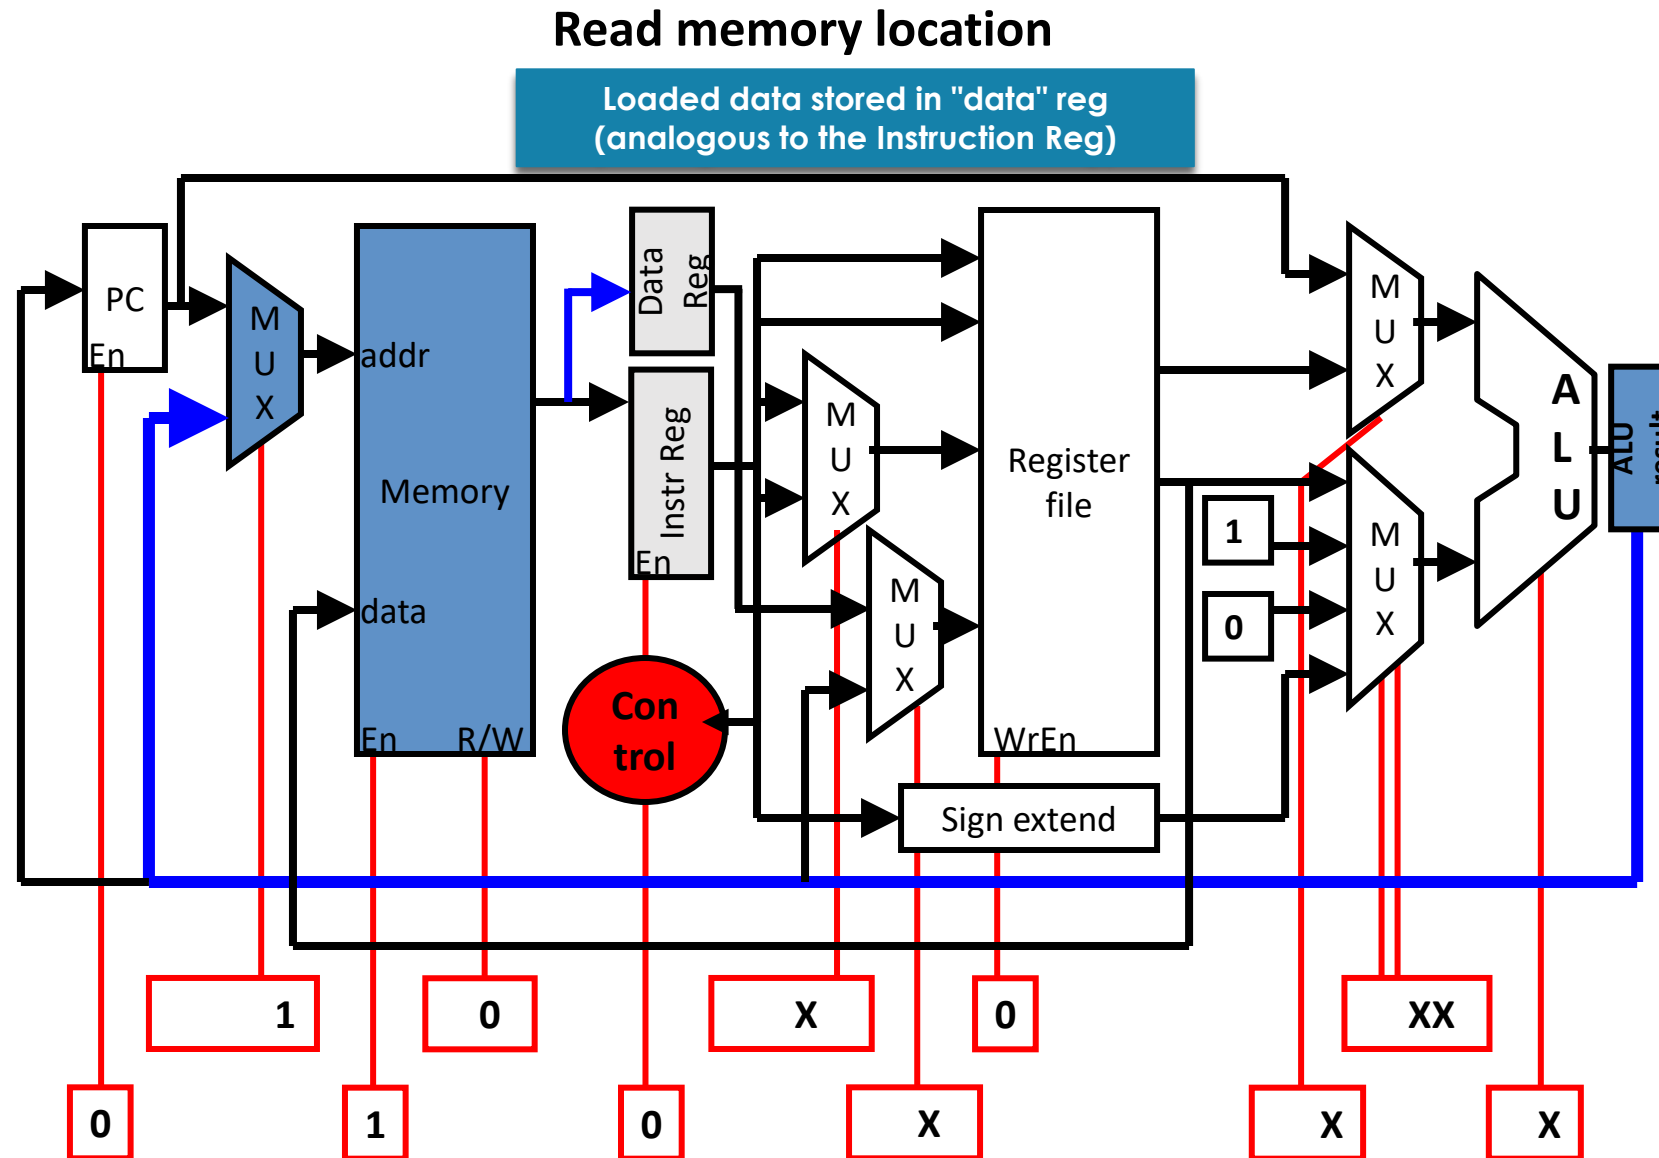 Read memory location
Loaded data stored in "data" reg
(analogous to the Instruction Reg)
PC
En
M
U
X
addr
Memory
data
En
R/W
Data
Reg
Instr Reg
En
Con
trol
M
U
X
M
U
X
Register
file
WrEn
Sign extend
1
0
M
U
X
M
U
X
A
L
U
ALU
result
1
0
X
0
XX
0
1
0
X
X
X